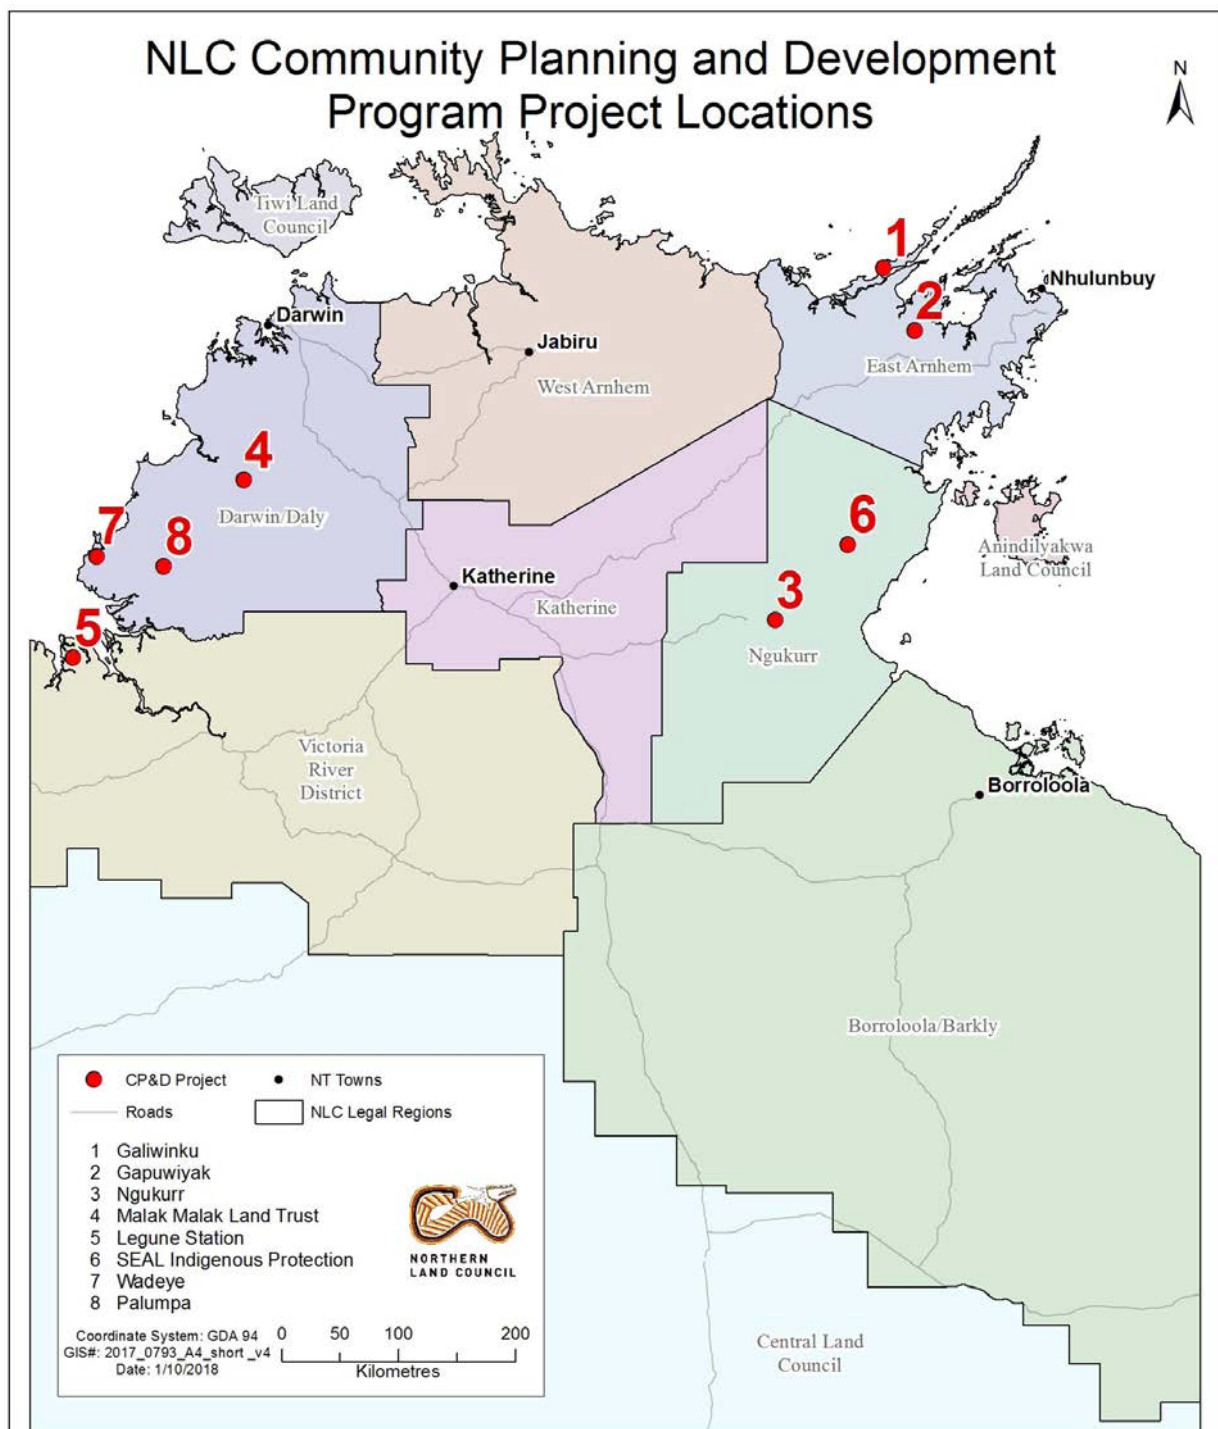 NLC Community Planning and Development
Program Project Locations
N
Tiwi Land
Council
1
2
Nhulunbuy
Darwin
Jabiru
West Arnhem
East Arnhem
4
Darwin/Daly
7
8
6
Anindilyakwa
Land Council
Katherine
Katherine
3
Ngukurr
5
Victoria
River
District
Borroloola
Borroloola/Barkly
CP&D Project
NT Towns
Roads
NLC Legal Regions
1 Galiwinku
2 Gapuwiyak
3 Ngukurr
4 Malak Malak Land Trust
5 Legune Station
6 SEAL Indigenous Protection
7 Wadeye
8 Palumpa
NORTHERN
LAND COUNCIL
Coordinate System: GDA 94
GIS#: 2017_0793_A4_short_v4
Date: 1/10/2018
0 50 100 200
Kilometres
Central Land
Council